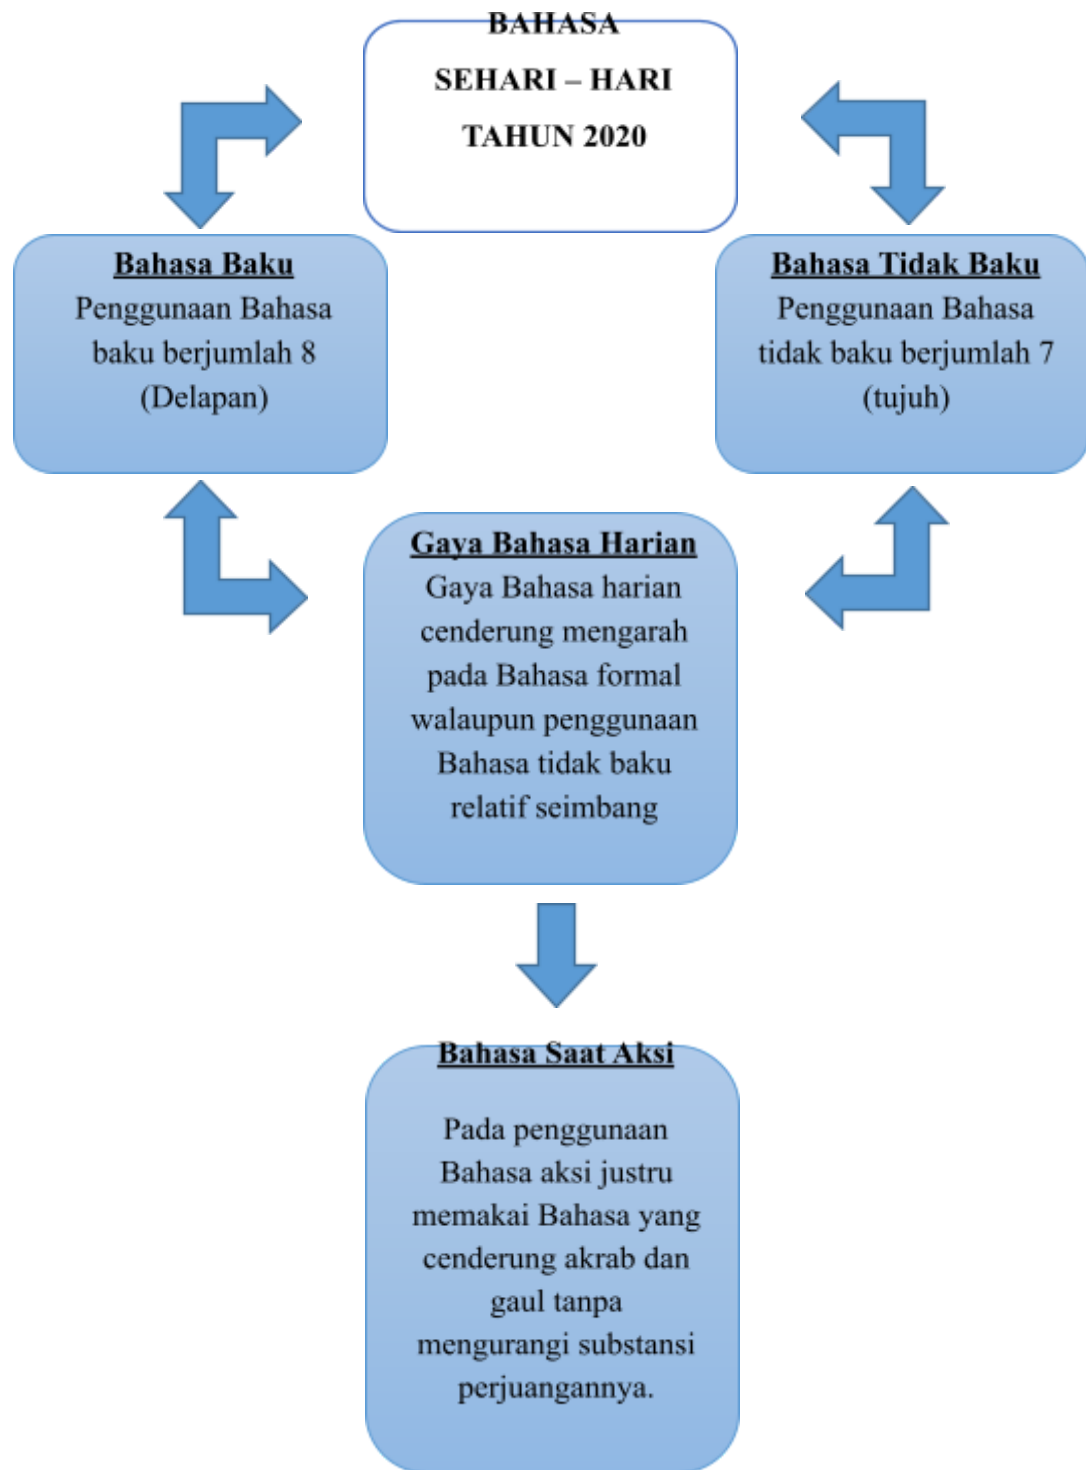 BAHASA
SEHARI – HARI
TAHUN 2020
Bahasa Baku
Penggunaan Bahasa
baku berjumlah 8
(Delapan)
Bahasa Tidak Baku
Penggunaan Bahasa
tidak baku berjumlah 7
(tujuh)
Gaya Bahasa Harian
Gaya Bahasa harian
cenderung mengarah
pada Bahasa formal
walaupun penggunaan
Bahasa tidak baku
relatif seimbang
Bahasa Saat Aksi
Pada penggunaan
Bahasa aksi justru
memakai Bahasa yang
cenderung akrab dan
gaul tanpa
mengurangi substansi
perjuangannya.